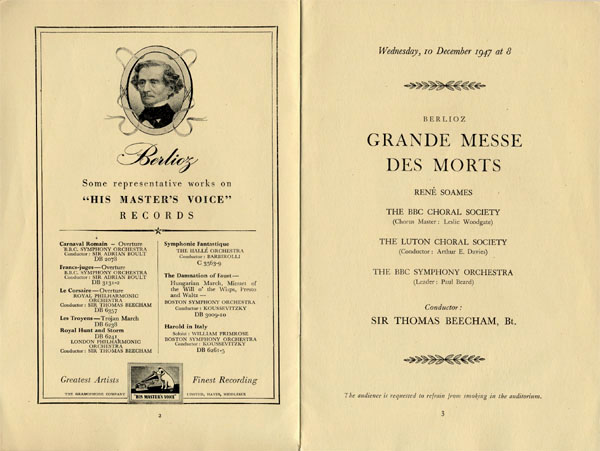 Berlioz
Some representative works on
"HIS MASTER'S VOICE"
RECORDS
Carnaval Romain — Overture
B.B.C. SYMPHONY ORCHESTRA
Conductor: SIR ADRIAN BOULT
DB 2078
Francs-juges—Overture
B.B.C. SYMPHONY ORCHESTRA
Conductor: SIR ADRIAN BOULT
DB 3131-2
Le Corsaire—Overture
ROYAL PHILHARMONIC
ORCHESTRA
Conductor: SIR THOMAS BEECHAM
DB 6357
Les Troyens—Trojan March
DB 6238
Royal Hunt and Storm
DB 6241
LONDON PHILHARMONIC
ORCHESTRA
Conductor: SIR THOMAS BEECHAM
Symphonie Fantastique
THE HALLÉ ORCHESTRA
Conductor: BARBIROLLI
C 3563-9
The Damnation of Faust—
Hungarian March, Minuet of
the Will o' the Wisps, Presto
and Waltz—
BOSTON SYMPHONY ORCHESTRA
Conductor: KOUSSEVITZKY
DB 3009-10
Harold in Italy
Soloist: WILLIAM PRIMROSE
BOSTON SYMPHONY ORCHESTRA
Conductor: KOUSSEVITZKY
DB 6261-5
Greatest Artists
Finest Recording
THE GRAMOPHONE COMPANY
"HIS MASTER'S VOICE"
LIMITED, HAYES, MIDDLESEX
2
Wednesday, 10 December 1947 at 8
BERLIOZ
GRANDE MESSE
DES MORTS
RENÉ SOAMES
THE BBC CHORAL SOCIETY
(Chorus Master: Leslie Woodgate)
THE LUTON CHORAL SOCIETY
(Conductor: Arthur E. Davies)
THE BBC SYMPHONY ORCHESTRA
(Leader: Paul Beard)
Conductor:
SIR THOMAS BEECHAM, Bt.
The audience is requested to refrain from smoking in the auditorium.
3